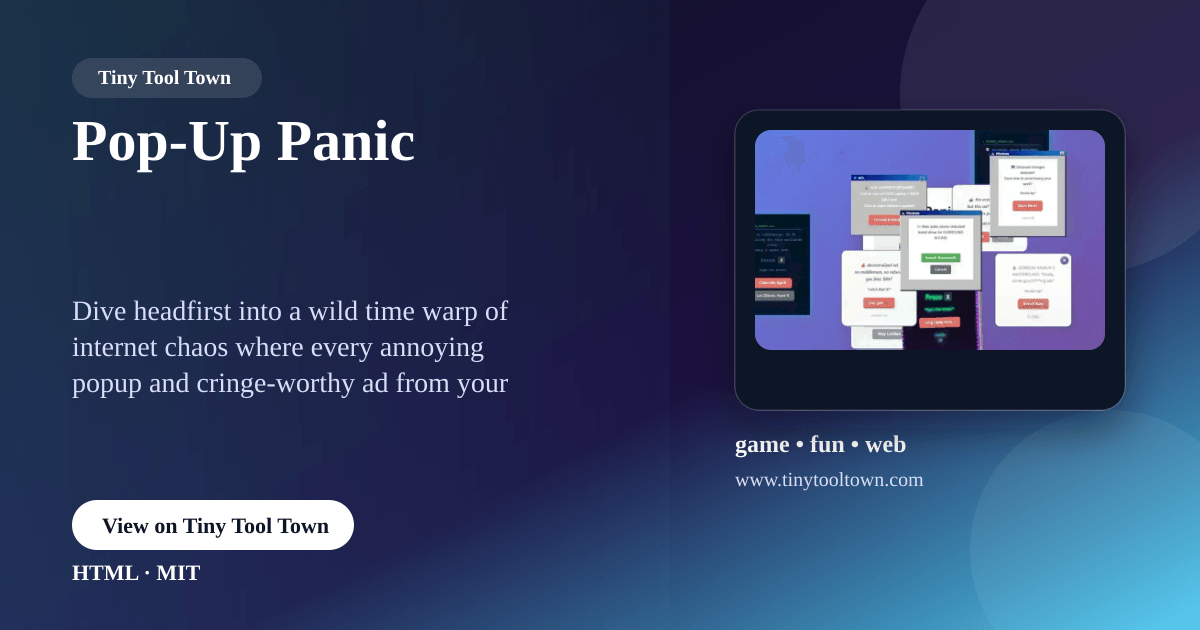 Tiny Tool Town
Pop-Up Panic
Dive headfirst into a wild time warp of
internet chaos where every annoying
popup and cringe-worthy ad from your
View on Tiny Tool Town
HTML · MIT
game • fun • web
www.tinytooltown.com